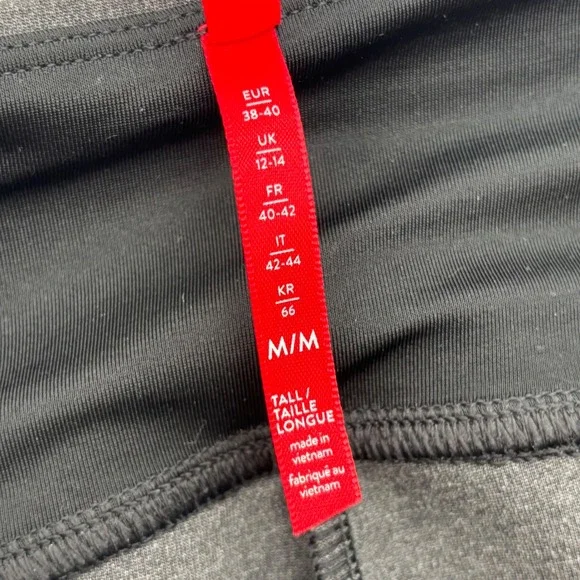 EUR
38-40
UK
12-14
FR
40-42
IT
42-44
KR
66
M/M
TALL/
TAILLE
LONGUE
made in
vietnam
fabriqué au
vietnam